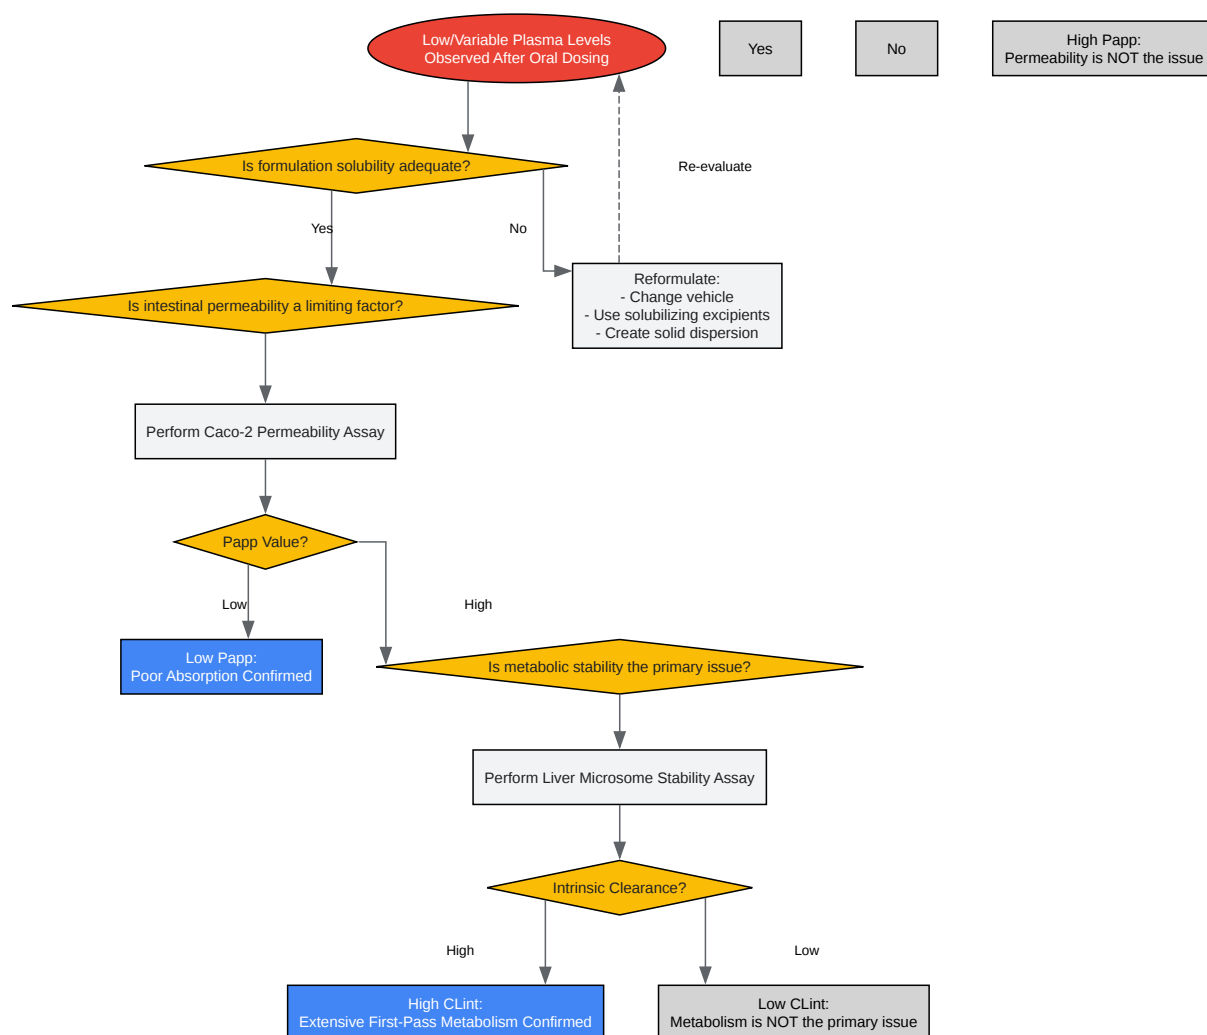 Low/Variable Plasma Levels
Observed After Oral Dosing
Yes
No
High Papp:
Permeability is NOT the issue
Is formulation solubility adequate?
Re-evaluate
Yes
No
Reformulate:
- Change vehicle
- Use solubilizing excipients
- Create solid dispersion
Is intestinal permeability a limiting factor?
Perform Caco-2 Permeability Assay
Papp Value?
Low
High
Low Papp:
Poor Absorption Confirmed
Is metabolic stability the primary issue?
Perform Liver Microsome Stability Assay
Intrinsic Clearance?
High
Low
High CLint:
Extensive First-Pass Metabolism Confirmed
Low CLint:
Metabolism is NOT the primary issue